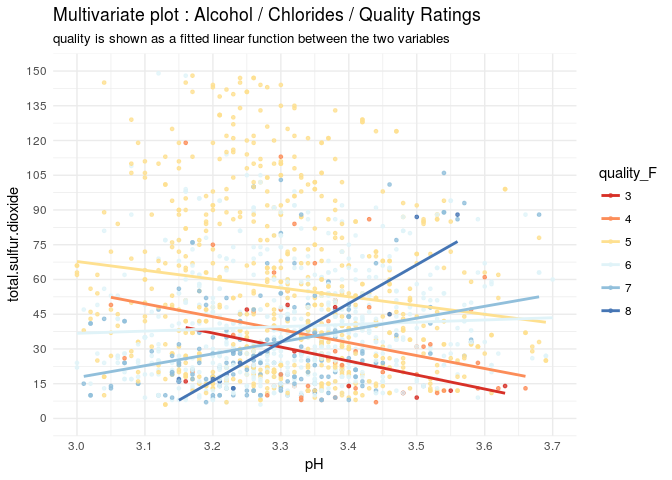 Multivariate plot : Alcohol / Chlorides / Quality Ratings
quality is shown as a fitted linear function between the two variables
150
135
120
105
90
75
60
45
30
15
0
total.sulfur.dioxide
3.0 3.1 3.2 3.3 3.4 3.5 3.6 3.7
pH
quality_F
3
4
5
6
7
8